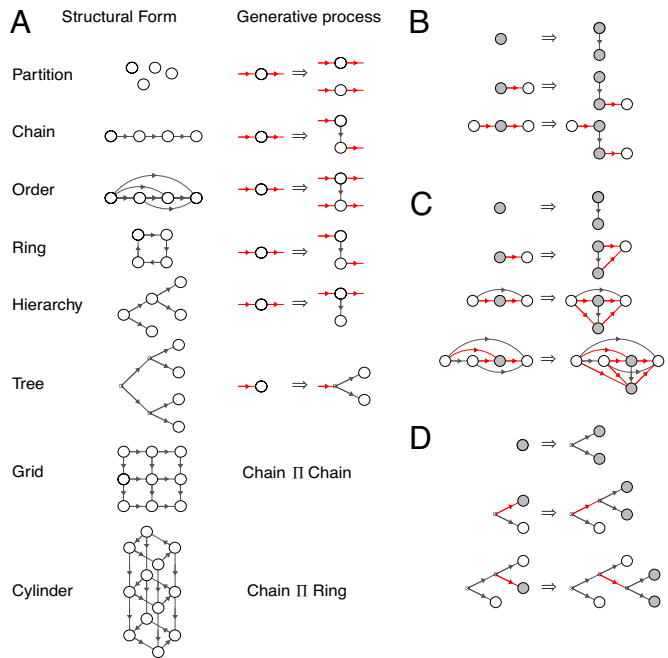 A
Structural Form
Generative process
Partition
⇒
Chain
⇒
Order
⇒
Ring
⇒
Hierarchy
⇒
Tree
⇒
Grid
Chain Π Chain
Cylinder
Chain Π Ring
B
⇒
⇒
⇒
C
⇒
⇒
⇒
⇒
D
⇒
⇒
⇒